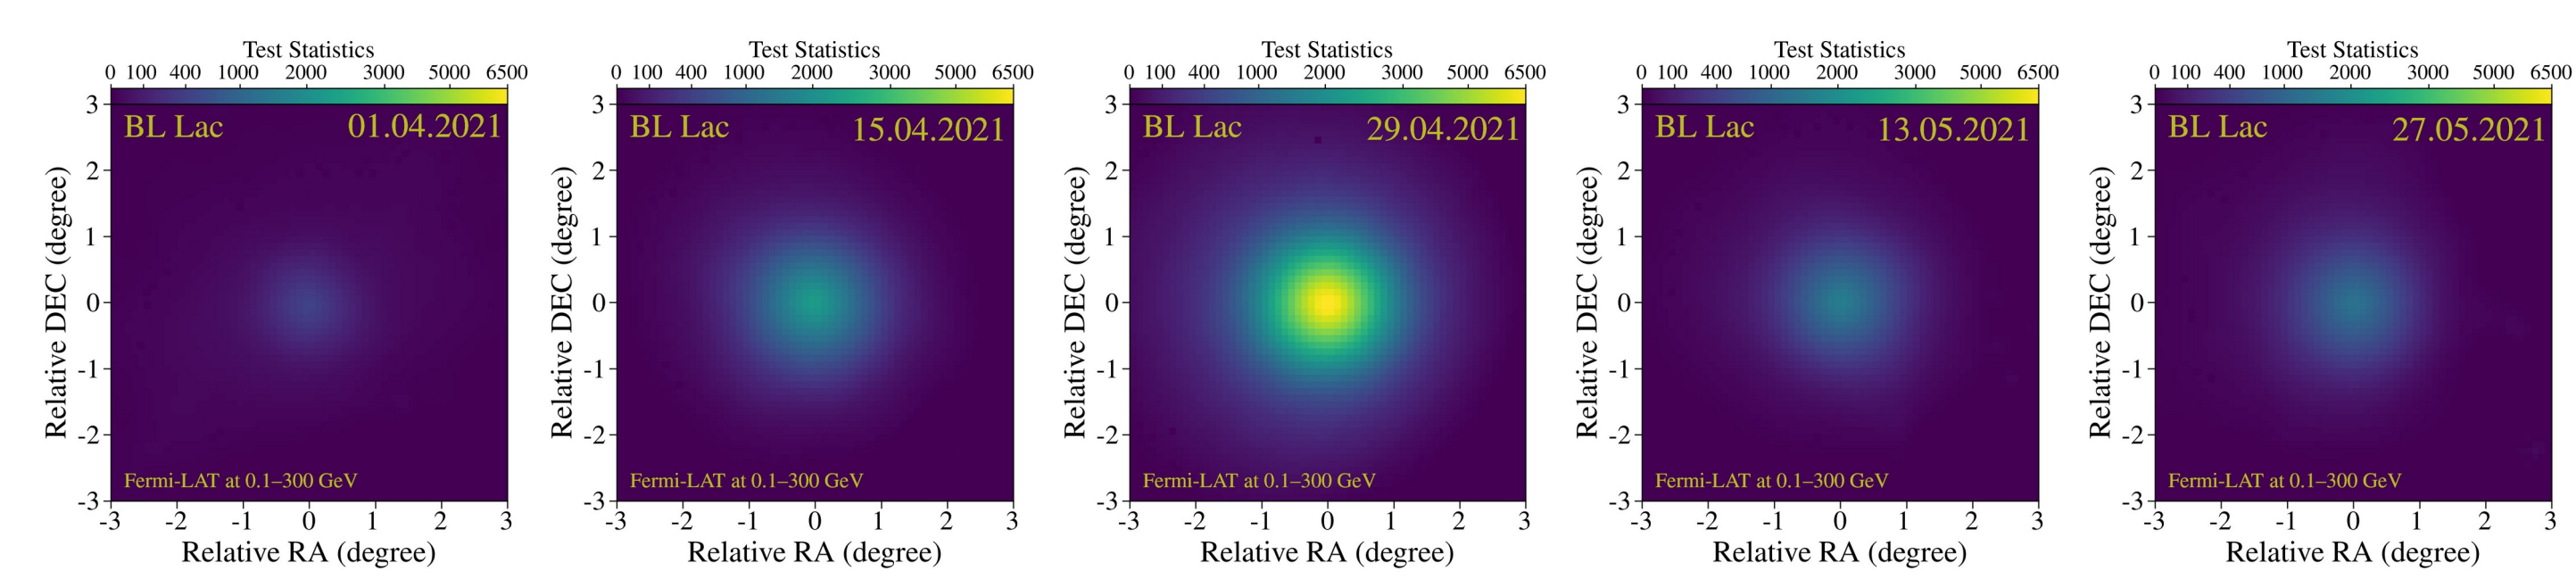 Test Statistics
0 100 400 1000 2000 3000 5000 6500
BL Lac 01.04.2021
3
2
1
0
-1
-2
-3
Relative DEC (degree)
Fermi-LAT at 0.1–300 GeV
-3 -2 -1 0 1 2 3
Relative RA (degree)
Test Statistics
0 100 400 1000 2000 3000 5000 6500
BL Lac 15.04.2021
3
2
1
0
-1
-2
-3
Relative DEC (degree)
Fermi-LAT at 0.1–300 GeV
-3 -2 -1 0 1 2 3
Relative RA (degree)
Test Statistics
0 100 400 1000 2000 3000 5000 6500
BL Lac 29.04.2021
3
2
1
0
-1
-2
-3
Relative DEC (degree)
Fermi-LAT at 0.1–300 GeV
-3 -2 -1 0 1 2 3
Relative RA (degree)
Test Statistics
0 100 400 1000 2000 3000 5000 6500
BL Lac 13.05.2021
3
2
1
0
-1
-2
-3
Relative DEC (degree)
Fermi-LAT at 0.1–300 GeV
-3 -2 -1 0 1 2 3
Relative RA (degree)
Test Statistics
0 100 400 1000 2000 3000 5000 6500
BL Lac 27.05.2021
3
2
1
0
-1
-2
-3
Relative DEC (degree)
Fermi-LAT at 0.1–300 GeV
-3 -2 -1 0 1 2 3
Relative RA (degree)